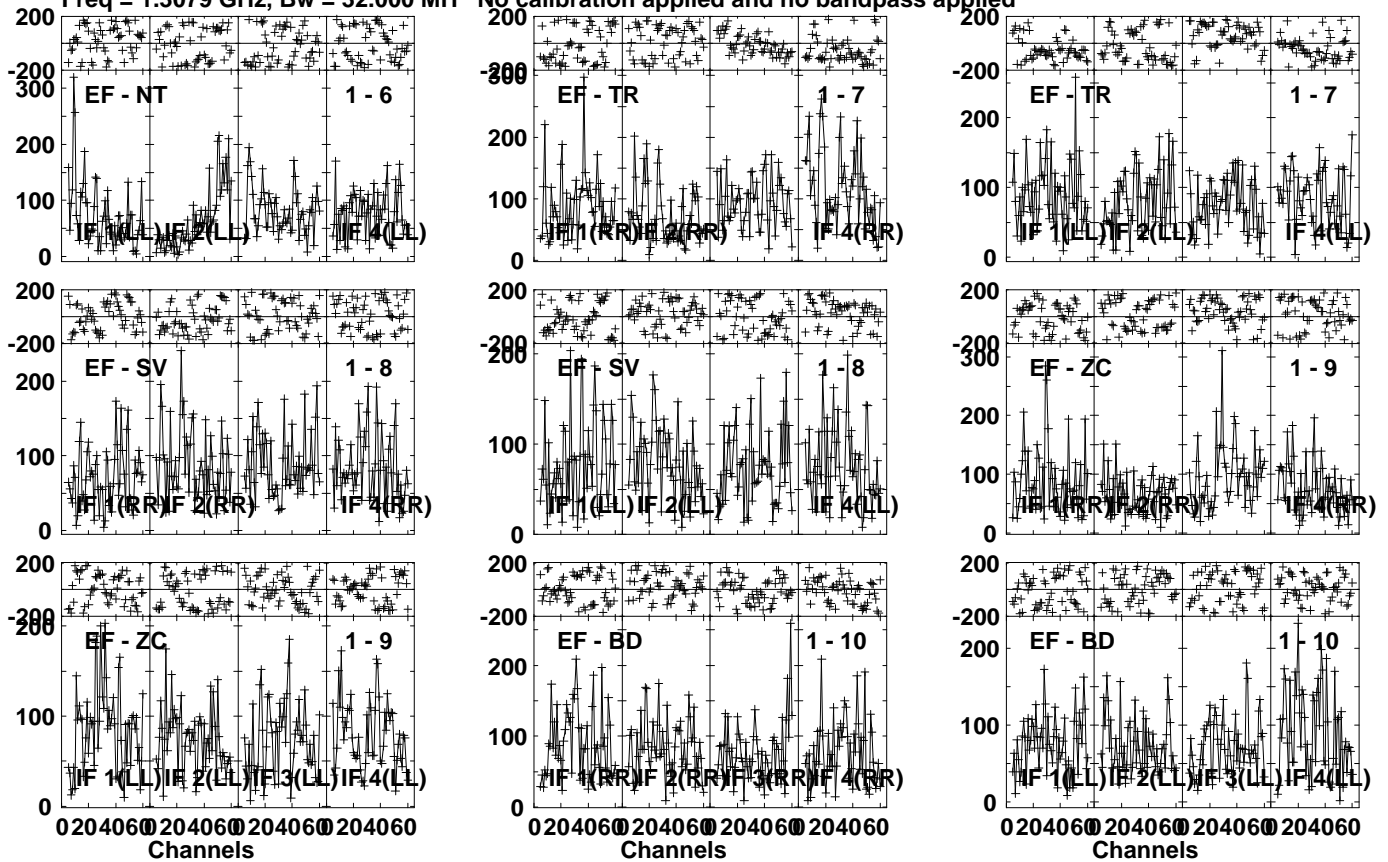 Freq = 1.3079 GHz, Bw = 32.000 MH No calibration applied and no bandpass applied
200
-200
300
200
100
0
EF - NT
1 - 6
IF 1(LL)
IF 2(LL)
IF 4(LL)
200
-200
300
200
100
0
EF - TR
1 - 7
IF 1(RR)
IF 2(RR)
IF 4(RR)
200
-200
200
100
0
EF - TR
1 - 7
IF 1(LL)
IF 2(LL)
IF 4(LL)
200
-200
200
100
0
EF - SV
1 - 8
IF 1(RR)
IF 2(RR)
IF 4(RR)
200
-200
200
100
0
EF - SV
1 - 8
IF 1(LL)
IF 2(LL)
IF 4(LL)
200
-200
300
200
100
0
EF - ZC
1 - 9
IF 1(RR)
IF 2(RR)
IF 4(RR)
200
-200
200
100
0
EF - ZC
1 - 9
IF 1(LL)
IF 2(LL)
IF 3(LL)
IF 4(LL)
0 20 40 60 0 20 40 60 0 20 40 60 0 20 40 60
Channels
200
-200
200
100
0
EF - BD
1 - 10
IF 1(RR)
IF 2(RR)
IF 3(RR)
IF 4(RR)
0 20 40 60 0 20 40 60 0 20 40 60 0 20 40 60
Channels
200
-200
200
100
0
EF - BD
1 - 10
IF 1(LL)
IF 2(LL)
IF 3(LL)
IF 4(LL)
0 20 40 60 0 20 40 60 0 20 40 60 0 20 40 60
Channels